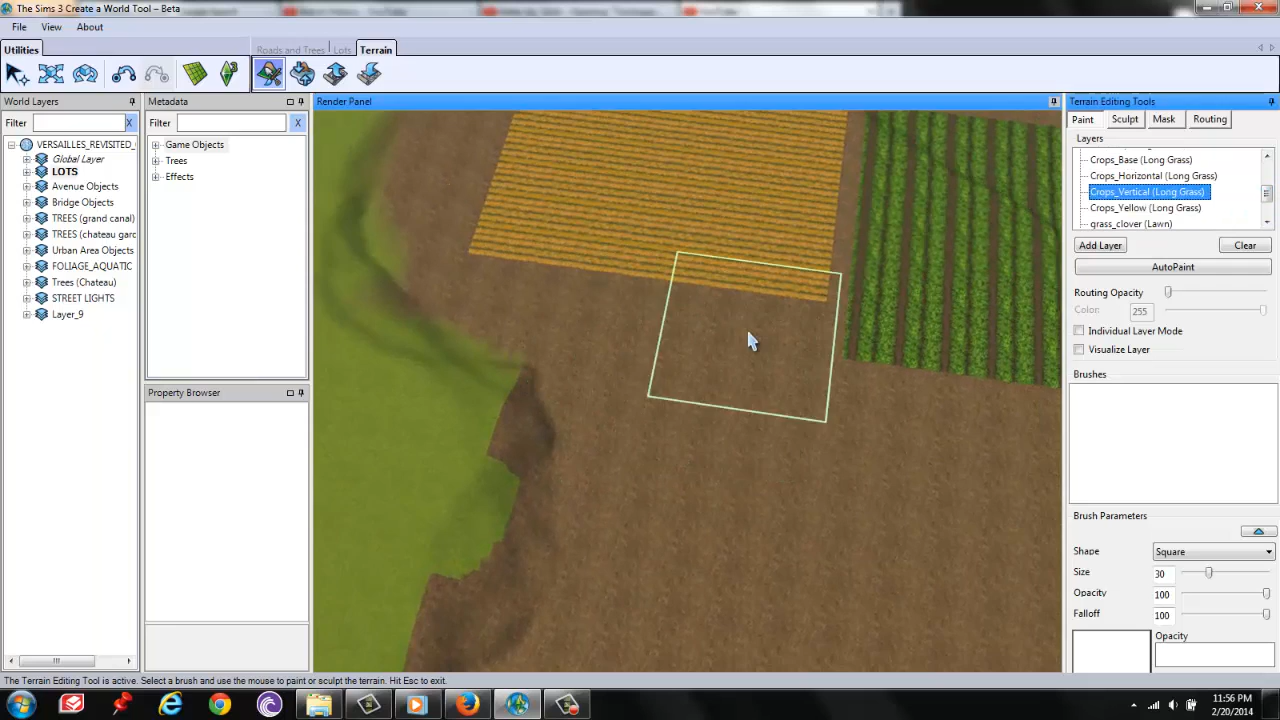 The Sims 3 Create a World Tool – Beta
File View About
Utilities
Roads and Trees Lots Terrain
World Layers
Filter X
VERSAILLES_REVISITED_
Global Layer
LOTS
Avenue Objects
Bridge Objects
TREES (grand canal)
TREES (chateau gard
Urban Area Objects
FOLIAGE_AQUATIC
Trees (Chateau)
STREET LIGHTS
Layer_9
Metadata
Filter X
Game Objects
Trees
Effects
Property Browser
Render Panel
Terrain Editing Tools
Paint Sculpt Mask Routing
Layers
Crops_Base (Long Grass)
Crops_Horizontal (Long Grass)
Crops_Vertical (Long Grass)
Crops_Yellow (Long Grass)
grass_clover (Lawn)
Add Layer Clear
AutoPaint
Routing Opacity
Color: 255
Individual Layer Mode
Visualize Layer
Brushes
Brush Parameters
Shape Square
Size 30
Opacity 100
Falloff 100
Opacity
The Terrain Editing Tool is active. Select a brush and use the mouse to paint or sculpt the terrain. Hit Esc to exit.
11:56 PM
2/20/2014